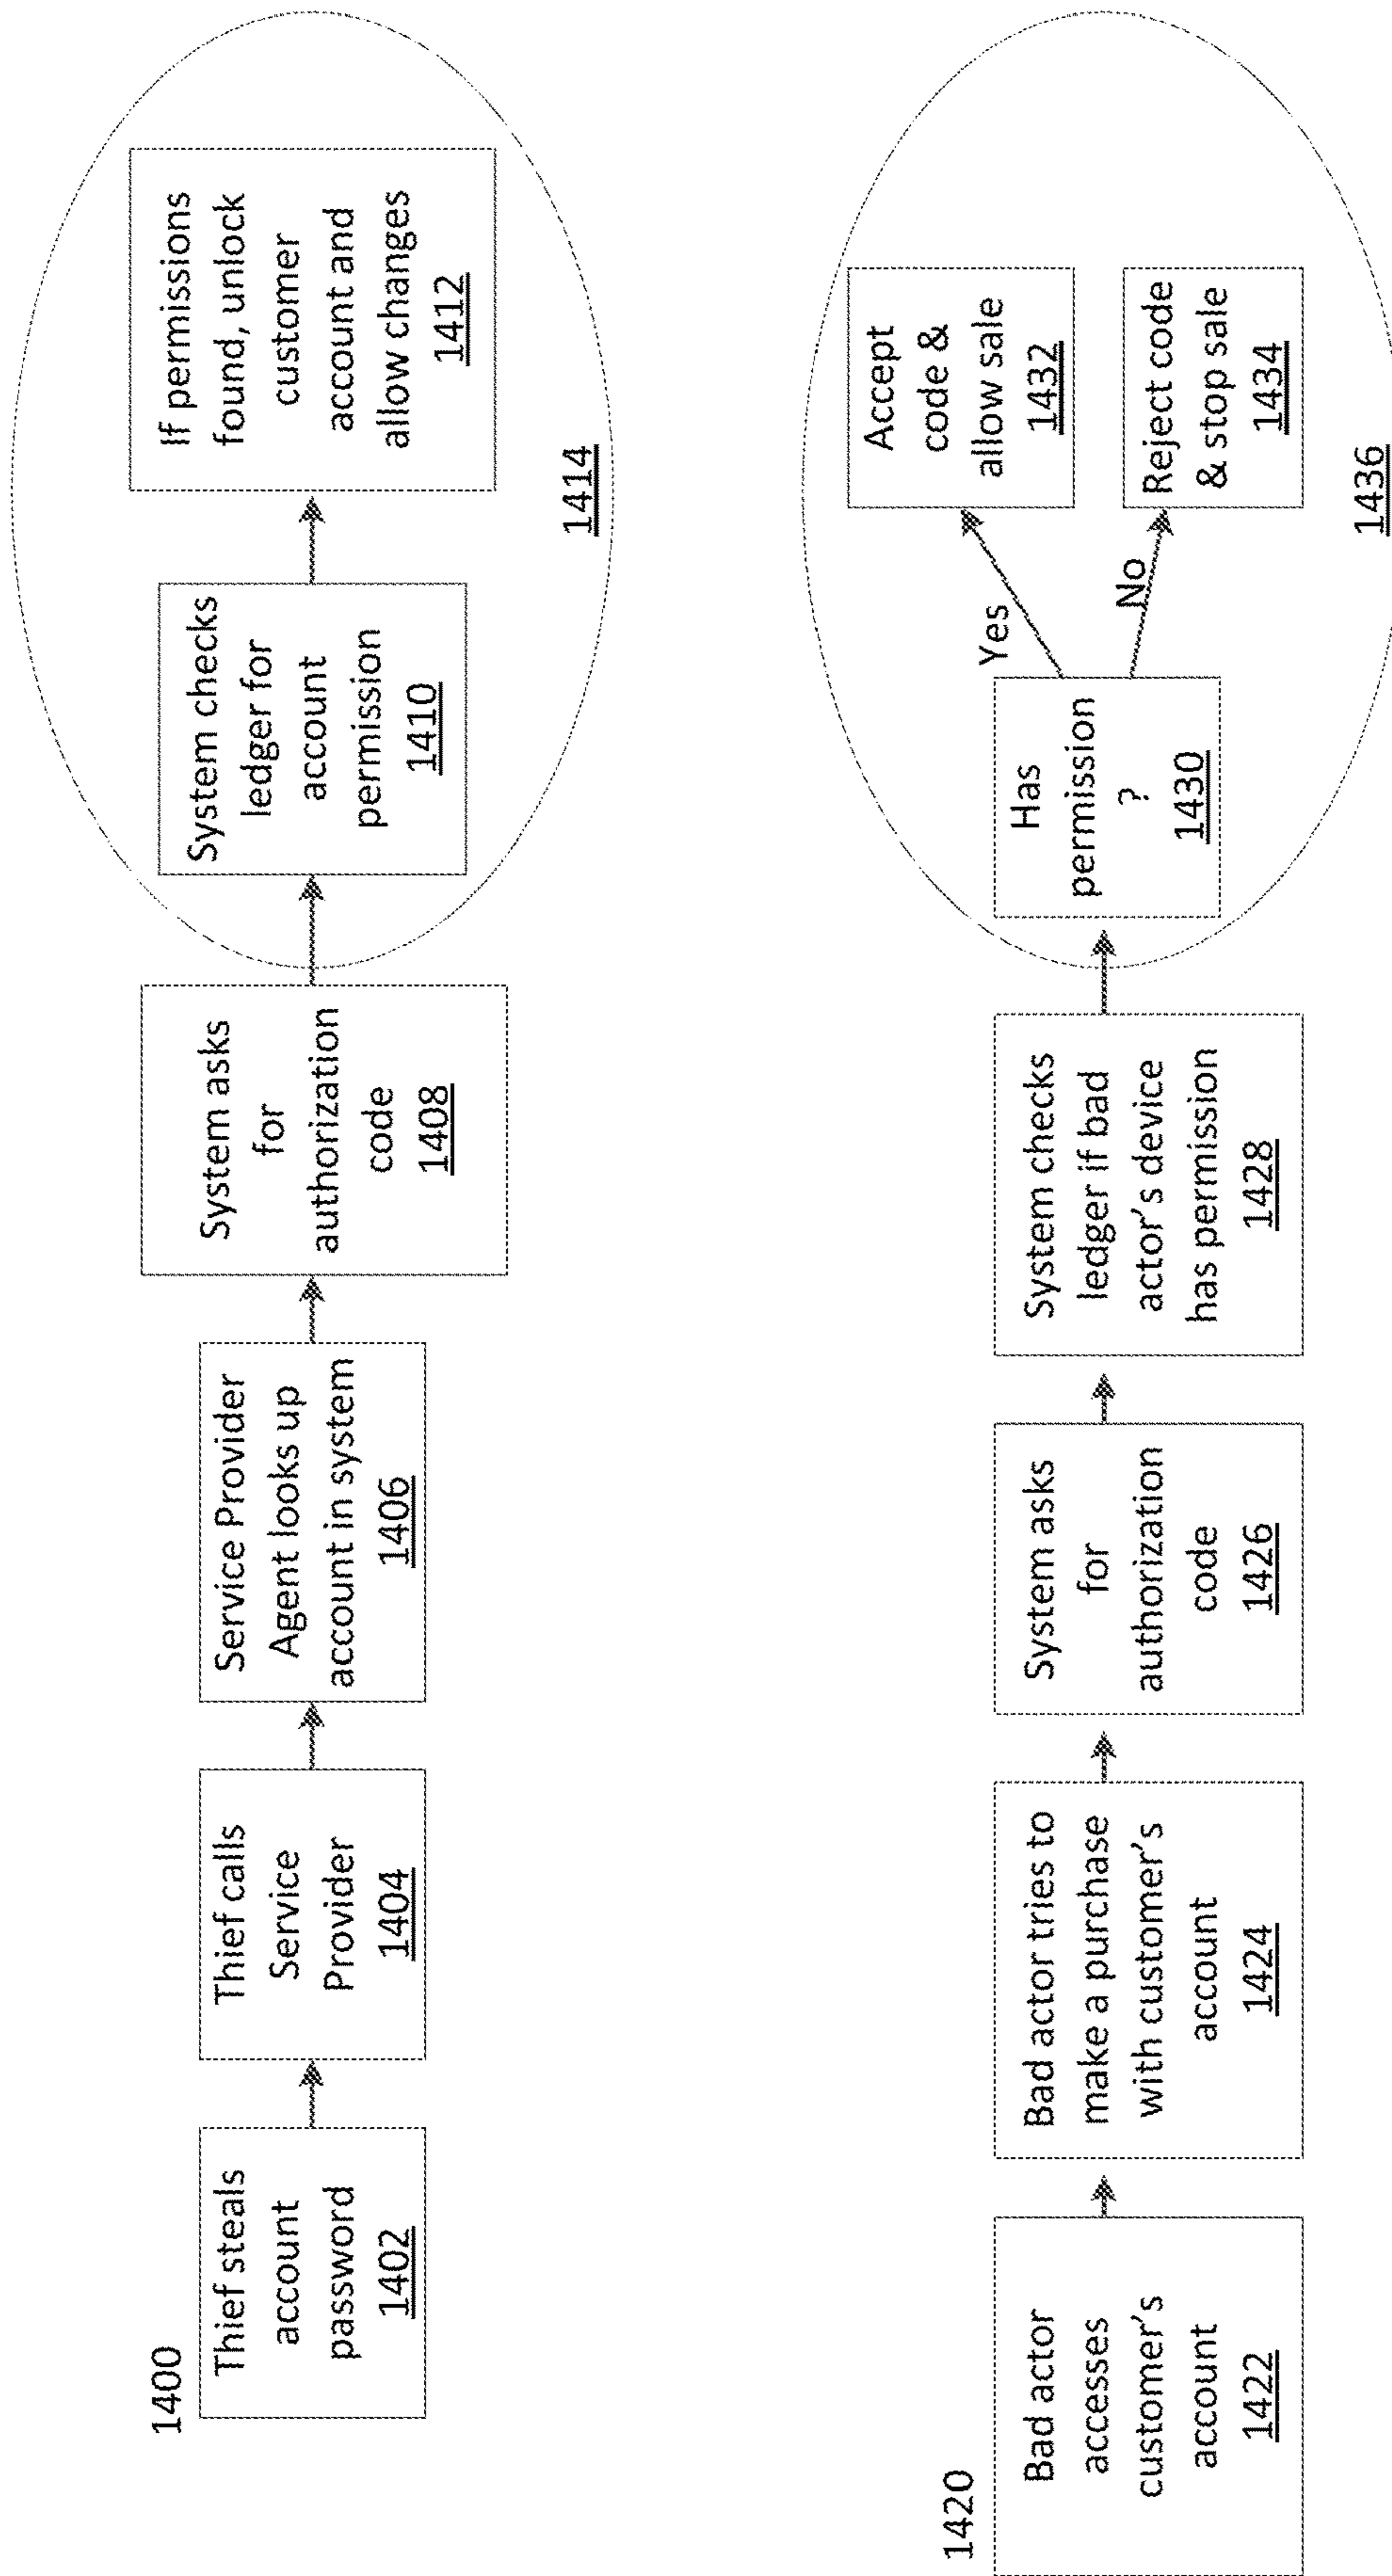 1400
Thief steals
account
password
1402
Thief calls
Service
Provider
1404
Service Provider
Agent looks up
account in system
1406
System asks
for
authorization
code
1408
System checks
ledger for
account
permission
1410
If permissions
found, unlock
customer
account and
allow changes
1412
1414
1420
Bad actor
accesses
customer's
account
1422
Bad actor tries to
make a purchase
with customer's
account
1424
System asks
for
authorization
code
1426
System checks
ledger if bad
actor's device
has permission
1428
Has
permission
?
1430
Yes
No
Accept
code &
allow sale
1432
Reject code
& stop sale
1434
1436